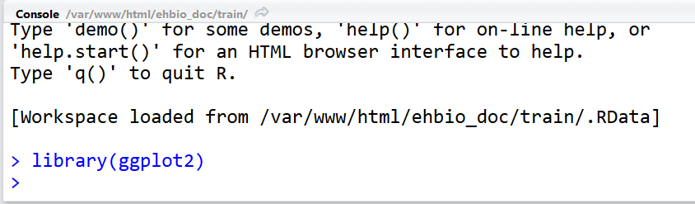 Console /var/www/html/ehbio_doc/train/
Type 'demo()' for some demos, 'help()' for on-line help, or
'help.start()' for an HTML browser interface to help.
Type 'q()' to quit R.
[Workspace loaded from /var/www/html/ehbio_doc/train/.RData]
> library(ggplot2)
>